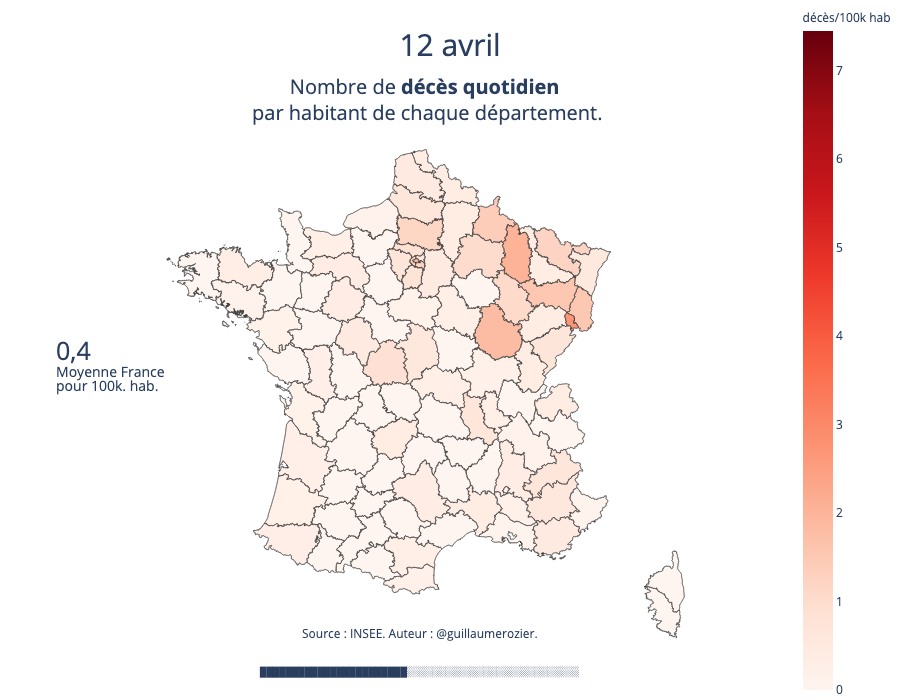 décès/100k hab
12 avril
Nombre de décès quotidien
par habitant de chaque département.
7
6
5
4
3
2
1
0
0,4
Moyenne France
pour 100k. hab.
Source : INSEE. Auteur : @guillaumerozier.